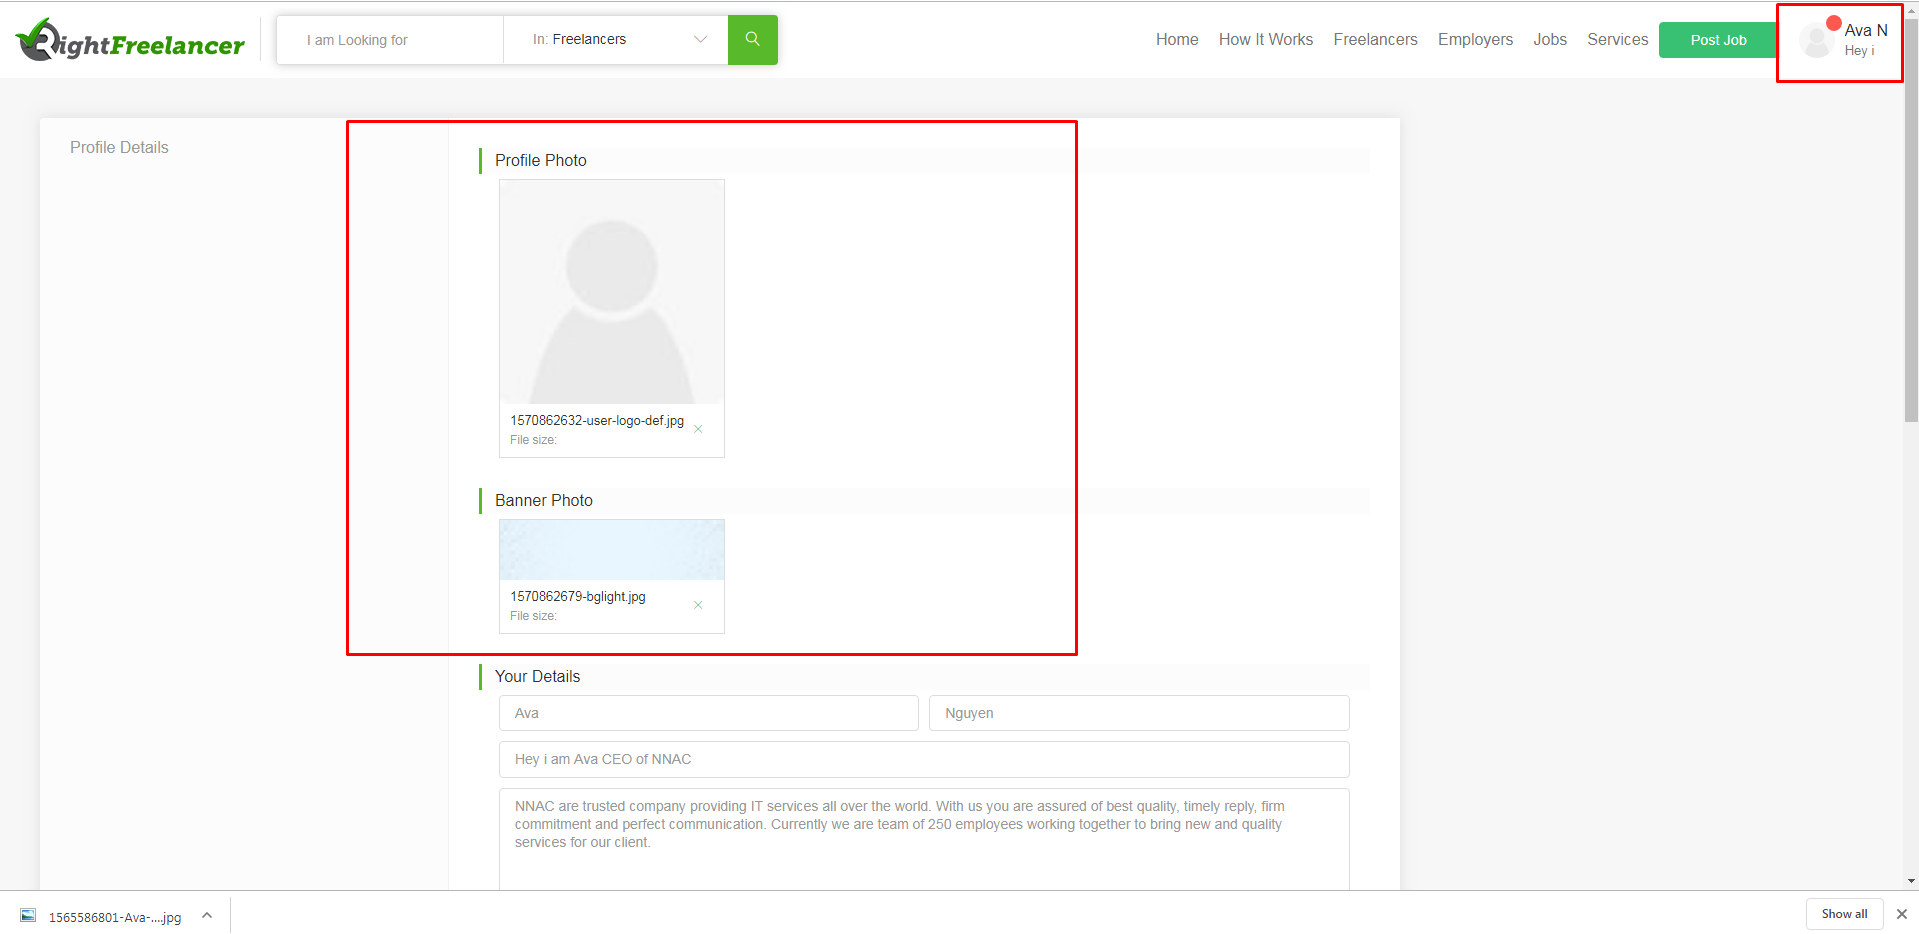 RightFreelancer
I am Looking for
In: Freelancers
Home How It Works Freelancers Employers Jobs Services
Post Job
Ava N
Hey i
Profile Details
Profile Photo
1570862632-user-logo-def.jpg
File size:
Banner Photo
1570862679-bglight.jpg
File size:
Your Details
Ava
Nguyen
Hey i am Ava CEO of NNAC
NNAC are trusted company providing IT services all over the world. With us you are assured of best quality, timely reply, firm
commitment and perfect communication. Currently we are team of 250 employees working together to bring new and quality
services for our client.
1565586801-Ava-....jpg
Show all